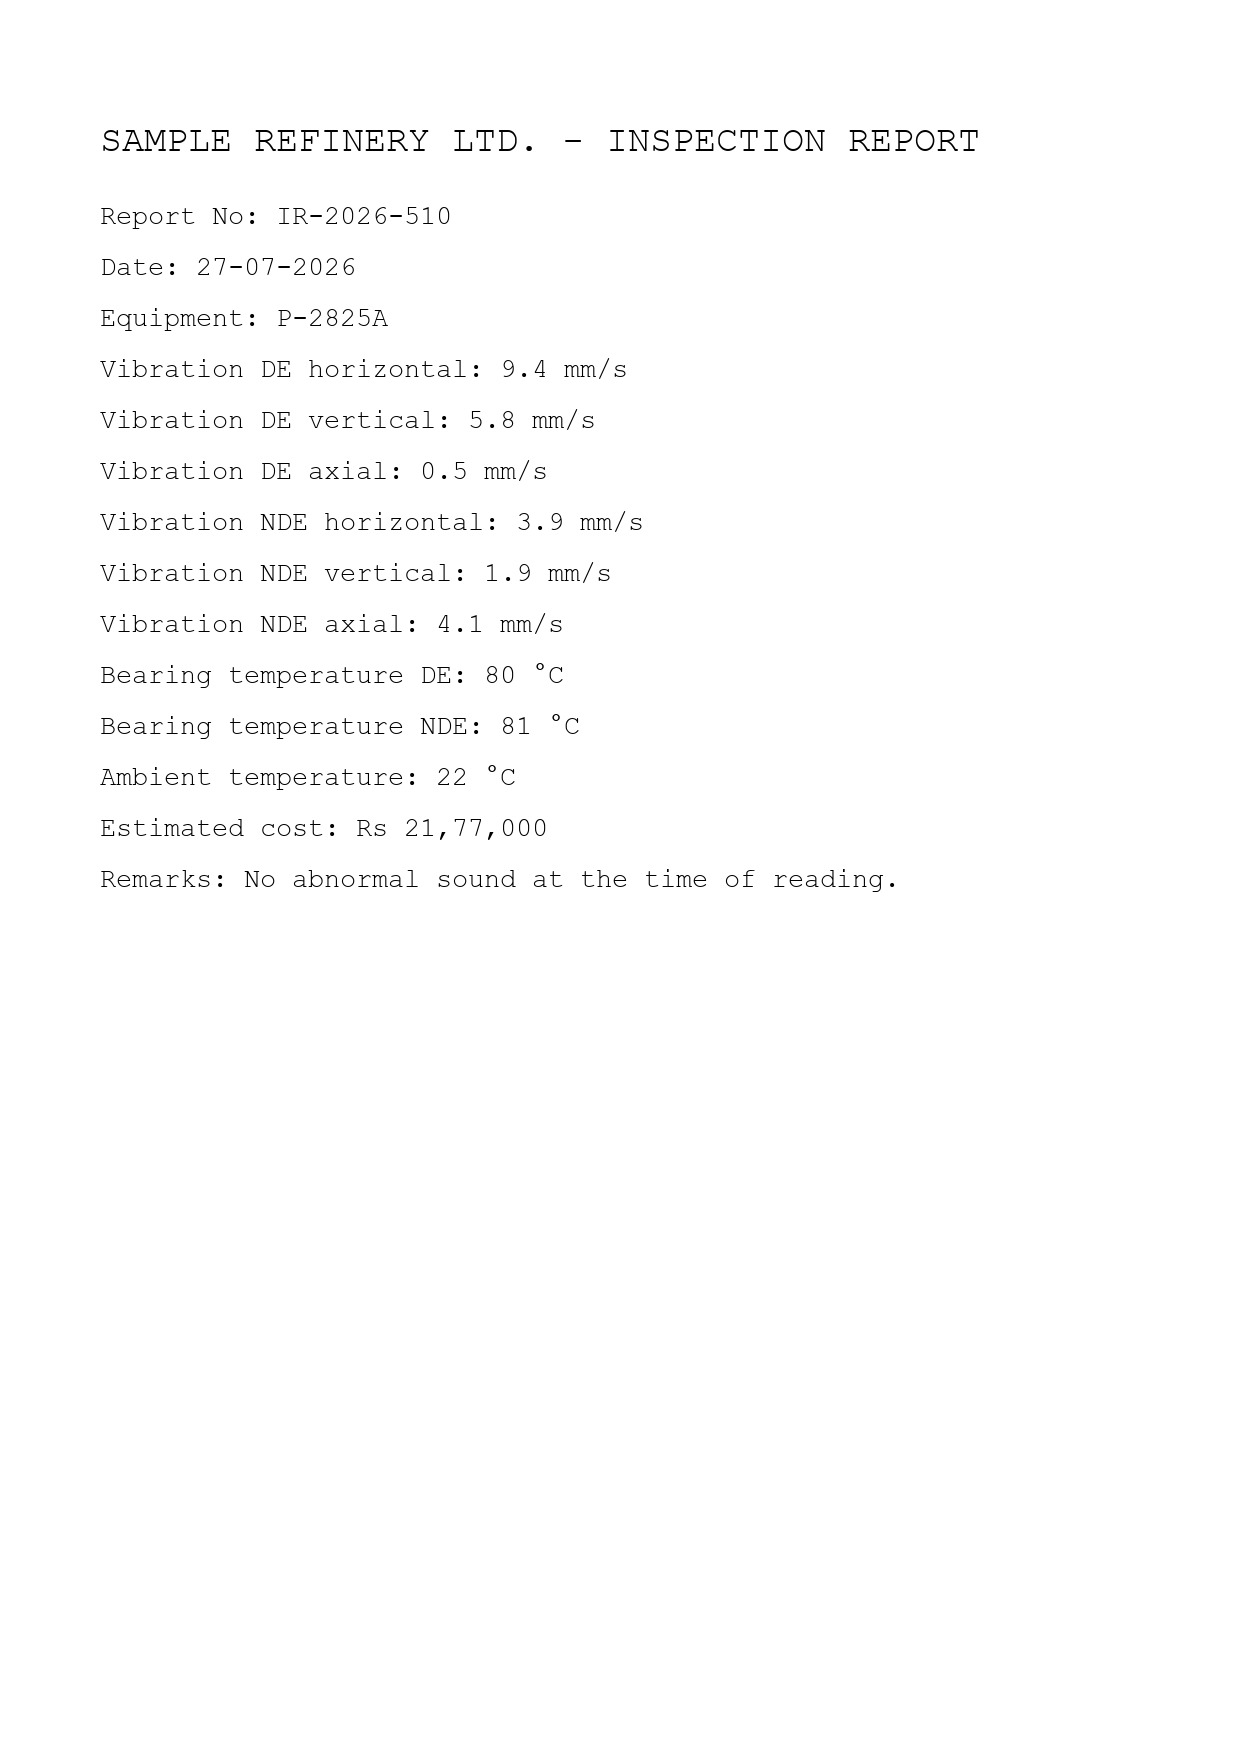 SAMPLE REFINERY LTD. - INSPECTION REPORT
Report No: IR-2026-510
Date: 27-07-2026
Equipment: P-2825A
Vibration DE horizontal: 9.4 mm/s
Vibration DE vertical: 5.8 mm/s
Vibration DE axial: 0.5 mm/s
Vibration NDE horizontal: 3.9 mm/s
Vibration NDE vertical: 1.9 mm/s
Vibration NDE axial: 4.1 mm/s
Bearing temperature DE: 80 °C
Bearing temperature NDE: 81 °C
Ambient temperature: 22 °C
Estimated cost: Rs 21,77,000
Remarks: No abnormal sound at the time of reading.